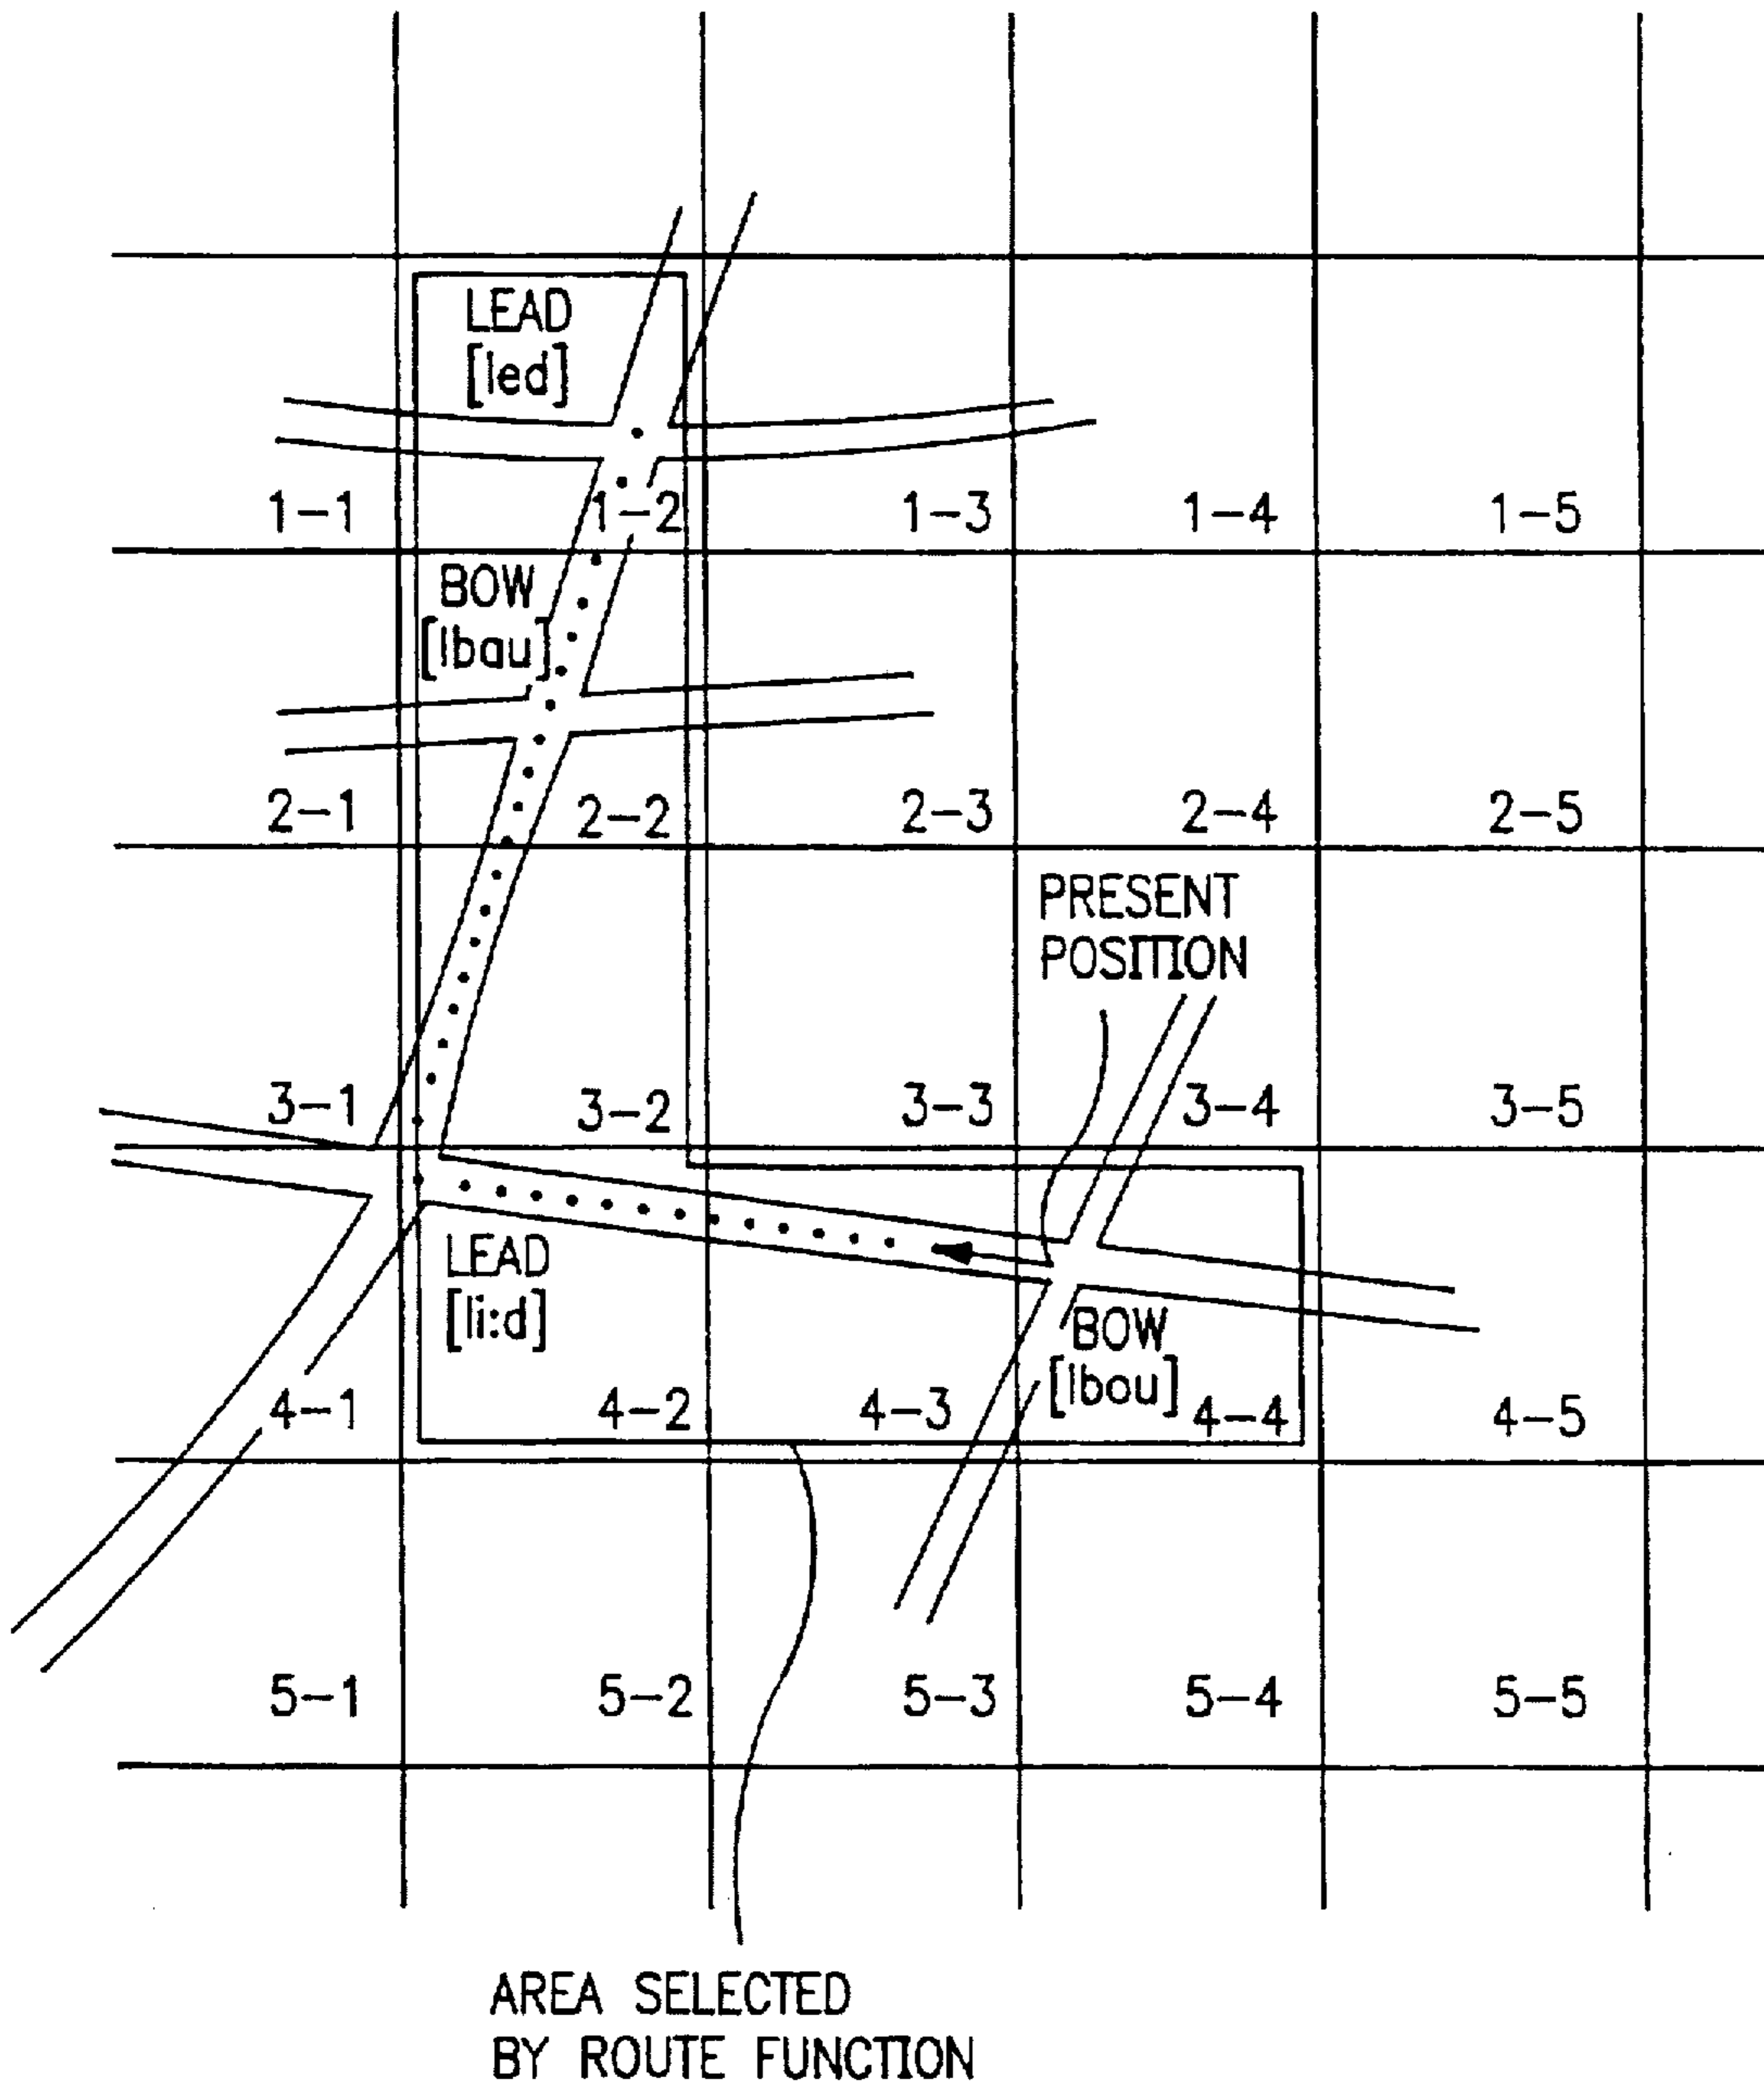 LEAD
[led]
1-1 1-2 1-3 1-4 1-5
BOW
[lbau]
2-1 2-2 2-3 2-4 2-5
PRESENT
POSITION
3-1 3-2 3-3 3-4 3-5
LEAD
[li:d]
BOW
[lbou]
4-1 4-2 4-3 4-4 4-5
5-1 5-2 5-3 5-4 5-5
AREA SELECTED
BY ROUTE FUNCTION